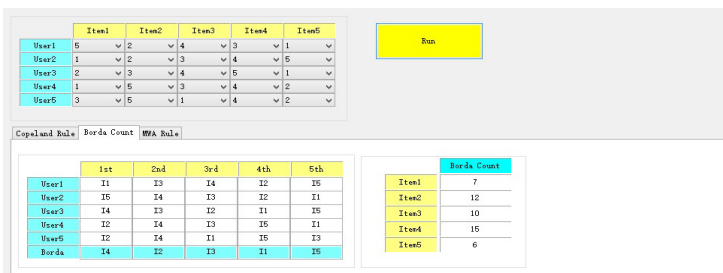 Item1 Item2 Item3 Item4 Item5
User1 5 2 4 3 1
User2 1 2 3 4 5
User3 2 3 4 5 1
User4 1 5 3 4 2
User5 3 5 1 4 2
Run
Copeland Rule Borda Count MWA Rule
1st 2nd 3rd 4th 5th
User1 I1 I3 I4 I2 I5
User2 I5 I4 I3 I2 I1
User3 I4 I3 I2 I1 I5
User4 I2 I4 I3 I5 I1
User5 I2 I4 I1 I5 I3
Borda I4 I2 I3 I1 I5
Borda Count
Item1 7
Item2 12
Item3 10
Item4 15
Item5 6